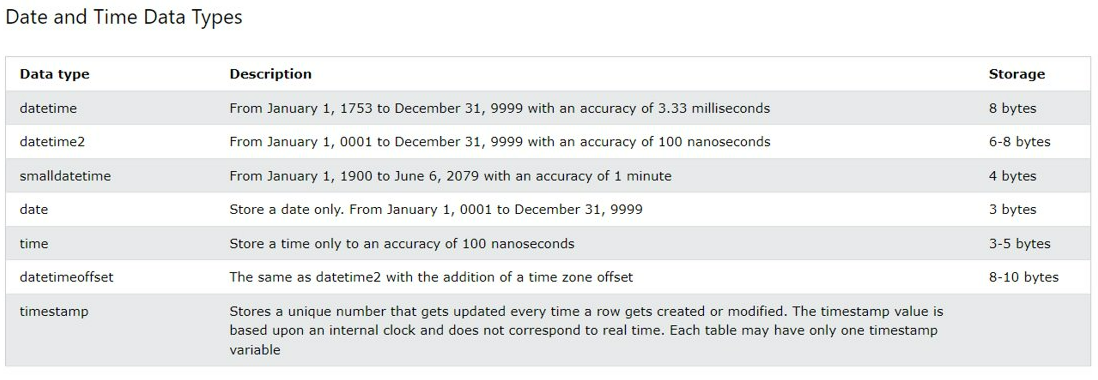 Date and Time Data Types
Data type Description Storage
datetime From January 1, 1753 to December 31, 9999 with an accuracy of 3.33 milliseconds 8 bytes
datetime2 From January 1, 0001 to December 31, 9999 with an accuracy of 100 nanoseconds 6-8 bytes
smalldatetime From January 1, 1900 to June 6, 2079 with an accuracy of 1 minute 4 bytes
date Store a date only. From January 1, 0001 to December 31, 9999 3 bytes
time Store a time only to an accuracy of 100 nanoseconds 3-5 bytes
datetimeoffset The same as datetime2 with the addition of a time zone offset 8-10 bytes
timestamp Stores a unique number that gets updated every time a row gets created or modified. The timestamp value is
based upon an internal clock and does not correspond to real time. Each table may have only one timestamp
variable